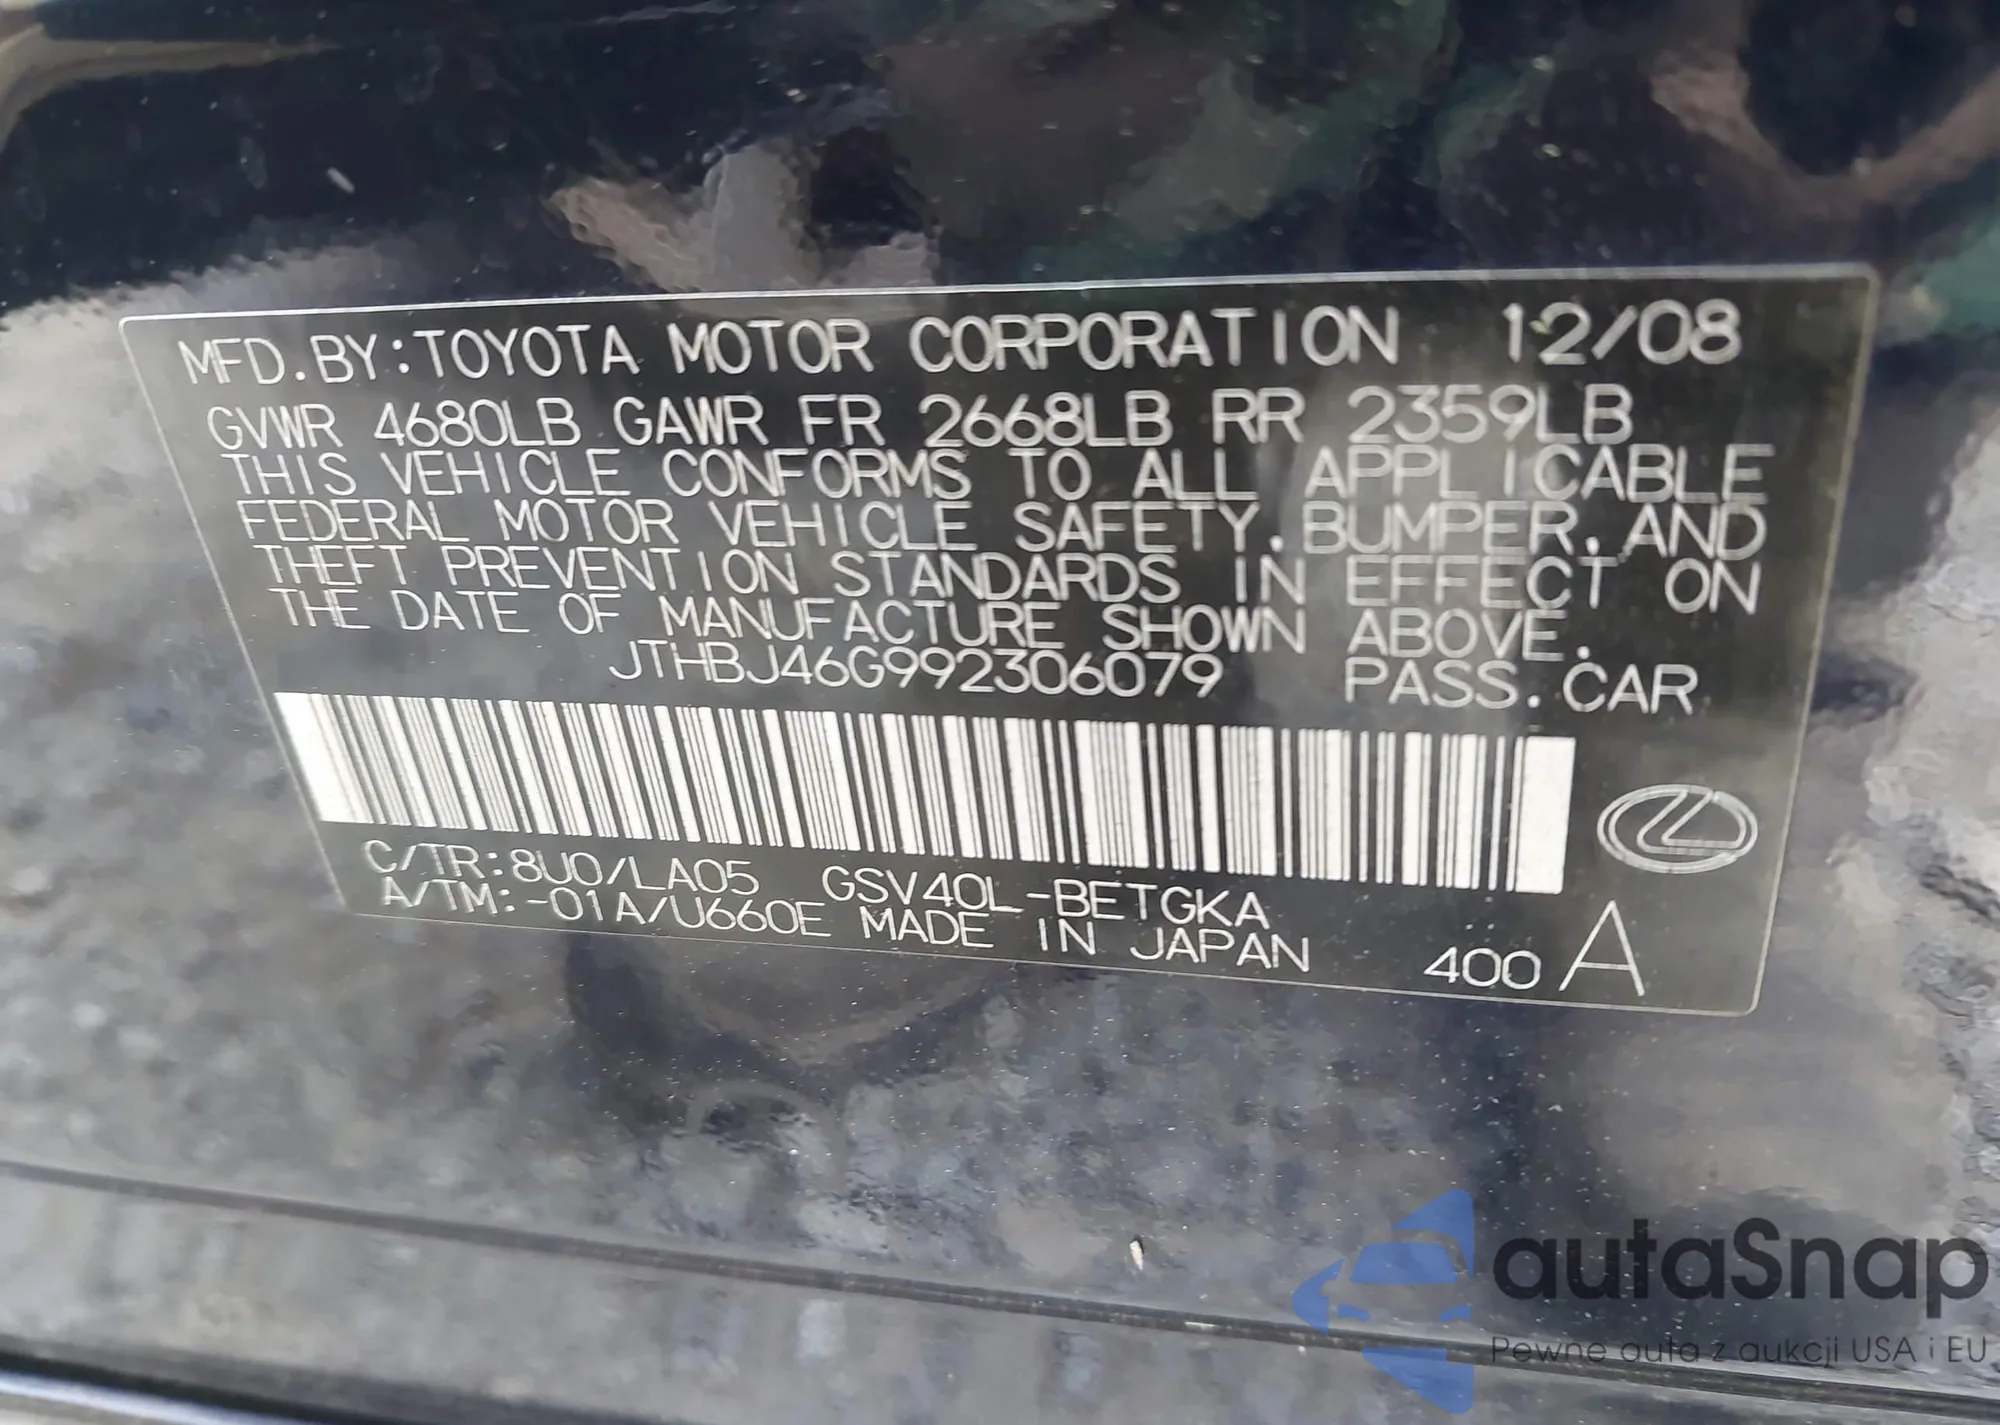 MFD.BY:TOYOTA MOTOR CORPORATION 12/08
GVWR 4680LB GAWR FR 2668LB RR 2359LB
THIS VEHICLE CONFORMS TO ALL APPLICABLE
FEDERAL MOTOR VEHICLE SAFETY,BUMPER,AND
THEFT PREVENTION STANDARDS IN EFFECT ON
THE DATE OF MANUFACTURE SHOWN ABOVE.
JTHBJ46G992306079 PASS.CAR
C/TR:8U0/LA05 GSV40L-BETGKA
A/TM:-01A/U660E MADE IN JAPAN 400 A
autaSnap
Pewne auta z aukcji USA i EU